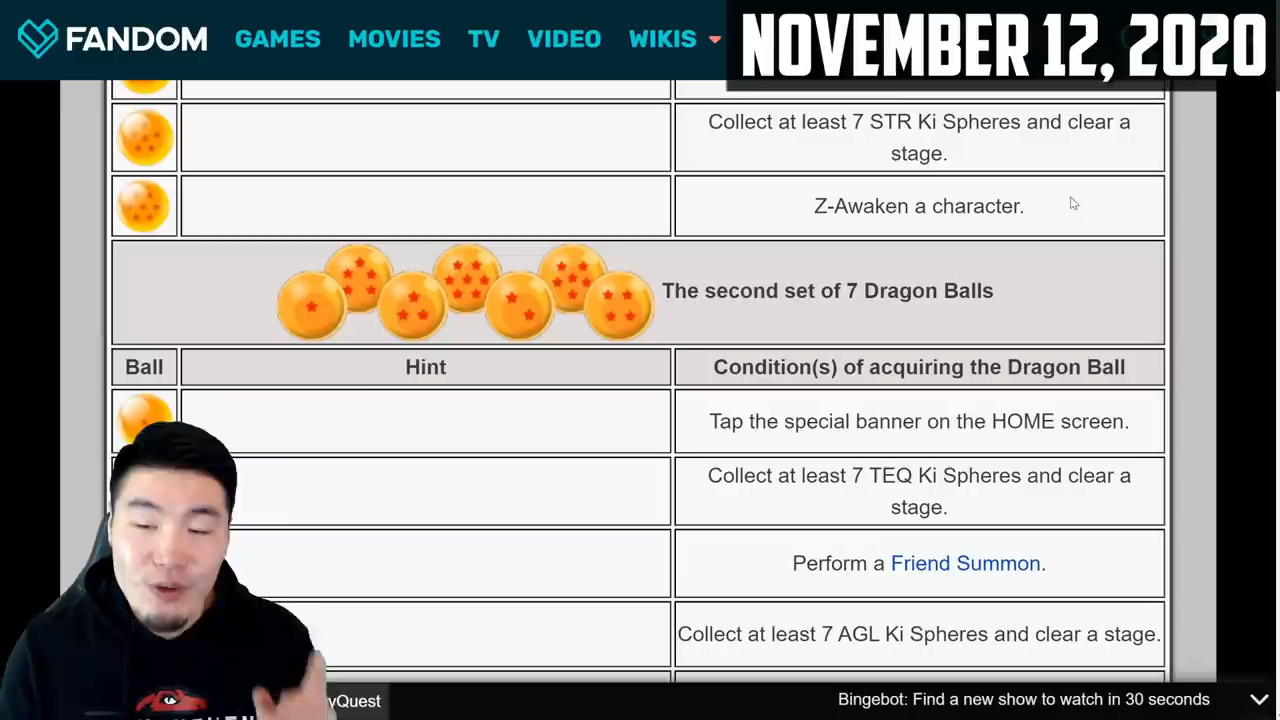 FANDOM GAMES MOVIES TV VIDEO WIKIS
NOVEMBER 12, 2020
Collect at least 7 STR Ki Spheres and clear a
stage.
Z-Awaken a character.
The second set of 7 Dragon Balls
Ball Hint Condition(s) of acquiring the Dragon Ball
Tap the special banner on the HOME screen.
Collect at least 7 TEQ Ki Spheres and clear a
stage.
Perform a Friend Summon.
Collect at least 7 AGL Ki Spheres and clear a stage.
yQuest
Bingebot: Find a new show to watch in 30 seconds